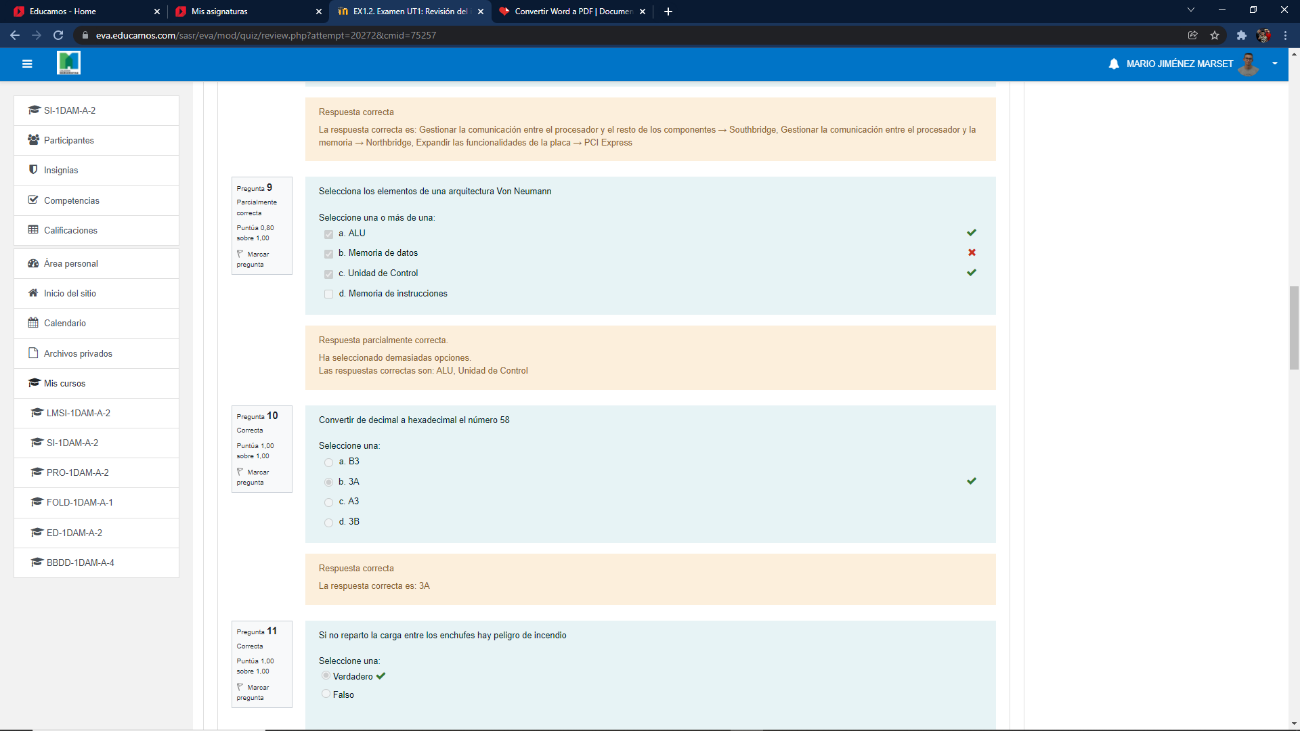 Educamos - Home
Mis asignaturas
EX1.2. Examen UT1: Revisión del
Convertir Word a PDF | Documen
eva.educamos.com/sasr/eva/mod/quiz/review.php?attempt=20272&cmid=75257
MARIO JIMÉNEZ MARSET
SI-1DAM-A-2
Participantes
Insignias
Competencias
Calificaciones
Área personal
Inicio del sitio
Calendario
Archivos privados
Mis cursos
LMSI-1DAM-A-2
SI-1DAM-A-2
PRO-1DAM-A-2
FOLD-1DAM-A-1
ED-1DAM-A-2
BBDD-1DAM-A-4
Respuesta correcta
La respuesta correcta es: Gestionar la comunicación entre el procesador y el resto de los componentes → Southbridge, Gestionar la comunicación entre el procesador y la
memoria → Northbridge, Expandir las funcionalidades de la placa → PCI Express
Pregunta 9
Parcialmente
correcta
Puntúa 0,80
sobre 1,00
Marcar
pregunta
Selecciona los elementos de una arquitectura Von Neumann
Seleccione una o más de una:
a. ALU
b. Memoria de datos
c. Unidad de Control
d. Memoria de instrucciones
Respuesta parcialmente correcta.
Ha seleccionado demasiadas opciones.
Las respuestas correctas son: ALU, Unidad de Control
Pregunta 10
Correcta
Puntúa 1,00
sobre 1,00
Marcar
pregunta
Convertir de decimal a hexadecimal el número 58
Seleccione una:
a. B3
b. 3A
c. A3
d. 3B
Respuesta correcta
La respuesta correcta es: 3A
Pregunta 11
Correcta
Puntúa 1,00
sobre 1,00
Marcar
pregunta
Si no reparto la carga entre los enchufes hay peligro de incendio
Seleccione una:
Verdadero
Falso